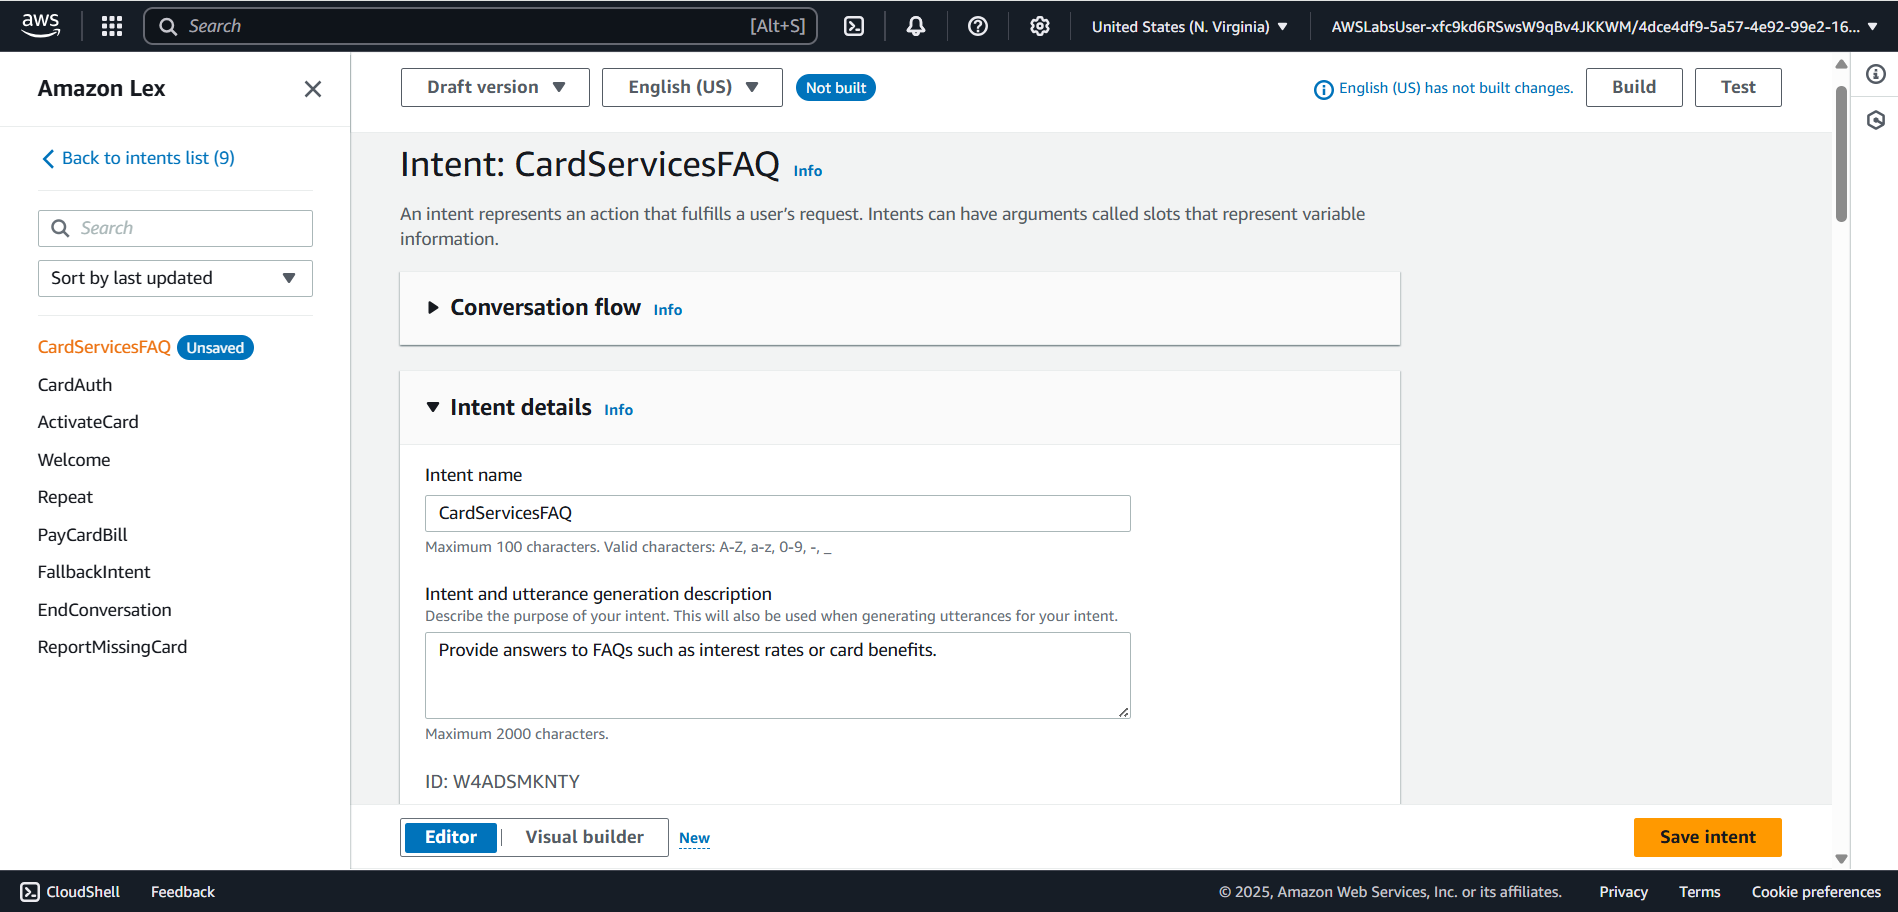 aws
Search
[Alt+S]
United States (N. Virginia)
AWSLabsUser-xfc9kd6RSwsW9qBv4JKKWM/4dce4df9-5a57-4e92-99e2-16...
Amazon Lex
Back to intents list (9)
Search
Sort by last updated
CardServicesFAQ Unsaved
CardAuth
ActivateCard
Welcome
Repeat
PayCardBill
FallbackIntent
EndConversation
ReportMissingCard
Draft version
English (US)
Not built
English (US) has not built changes.
Build
Test
Intent: CardServicesFAQ Info
An intent represents an action that fulfills a user’s request. Intents can have arguments called slots that represent variable
information.
Conversation flow Info
Intent details Info
Intent name
CardServicesFAQ
Maximum 100 characters. Valid characters: A-Z, a-z, 0-9, -, _
Intent and utterance generation description
Describe the purpose of your intent. This will also be used when generating utterances for your intent.
Provide answers to FAQs such as interest rates or card benefits.
Maximum 2000 characters.
ID: W4ADSMKNTY
Editor
Visual builder
New
Save intent
CloudShell
Feedback
© 2025, Amazon Web Services, Inc. or its affiliates.
Privacy
Terms
Cookie preferences